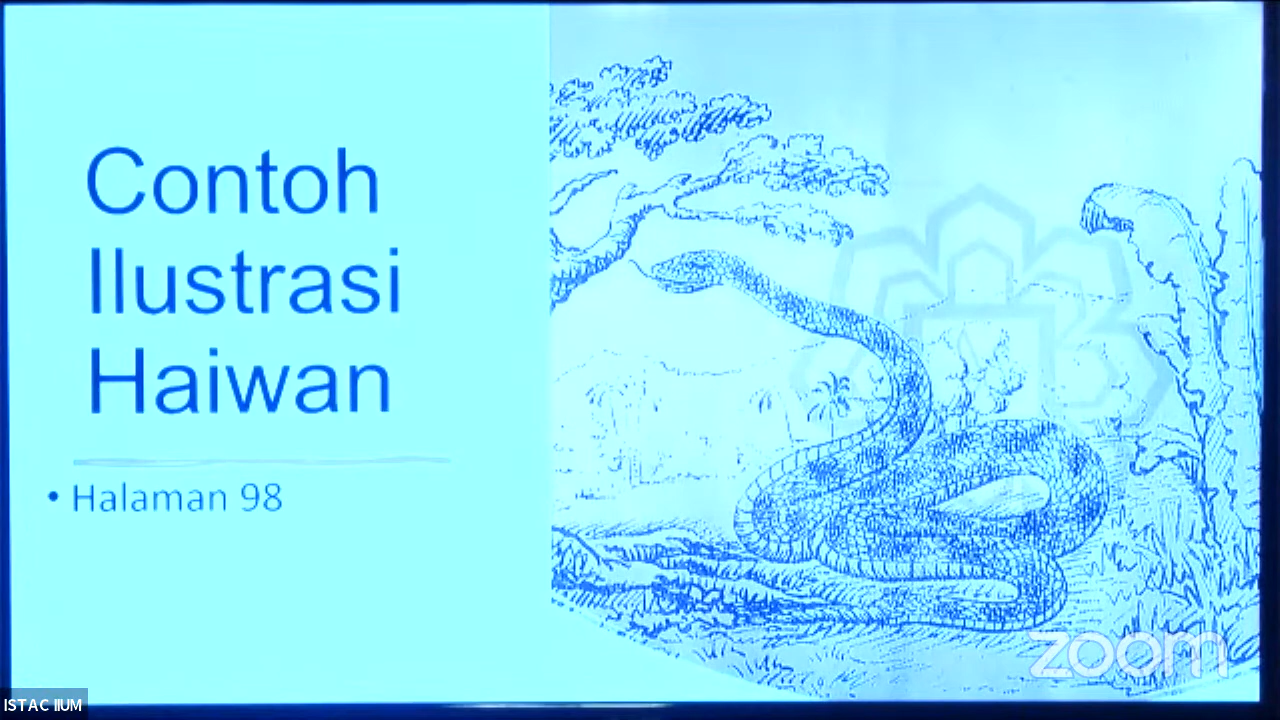 Contoh
Ilustrasi
Haiwan
• Halaman 98
zoom
ISTAC IIUM